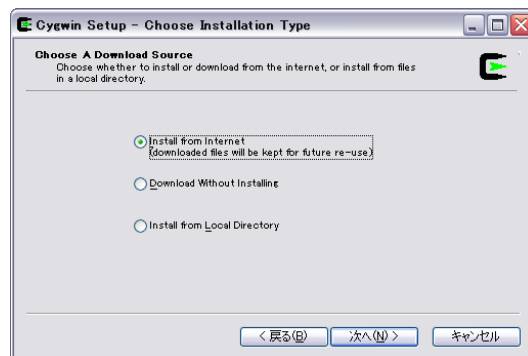 Cygwin Setup - Choose Installation Type
Choose A Download Source
Choose whether to install or download from the internet, or install from files
in a local directory.
Install from Internet
(downloaded files will be kept for future re-use)
Download Without Installing
Install from Local Directory
< 戻る(B)
次へ(N) >
キャンセル